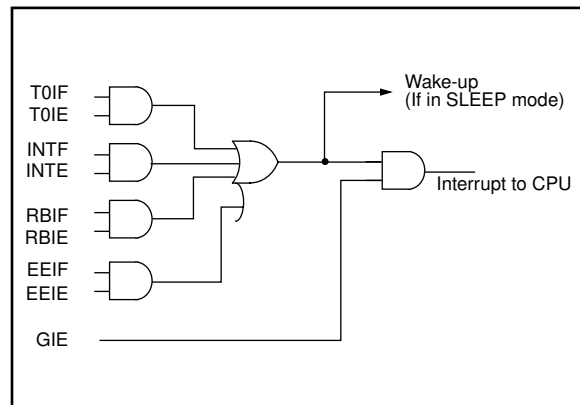 T0IF
T0IE
INTF
INTE
RBIF
RBIE
EEIF
EEIE
GIE
Wake-up
(If in SLEEP mode)
Interrupt to CPU